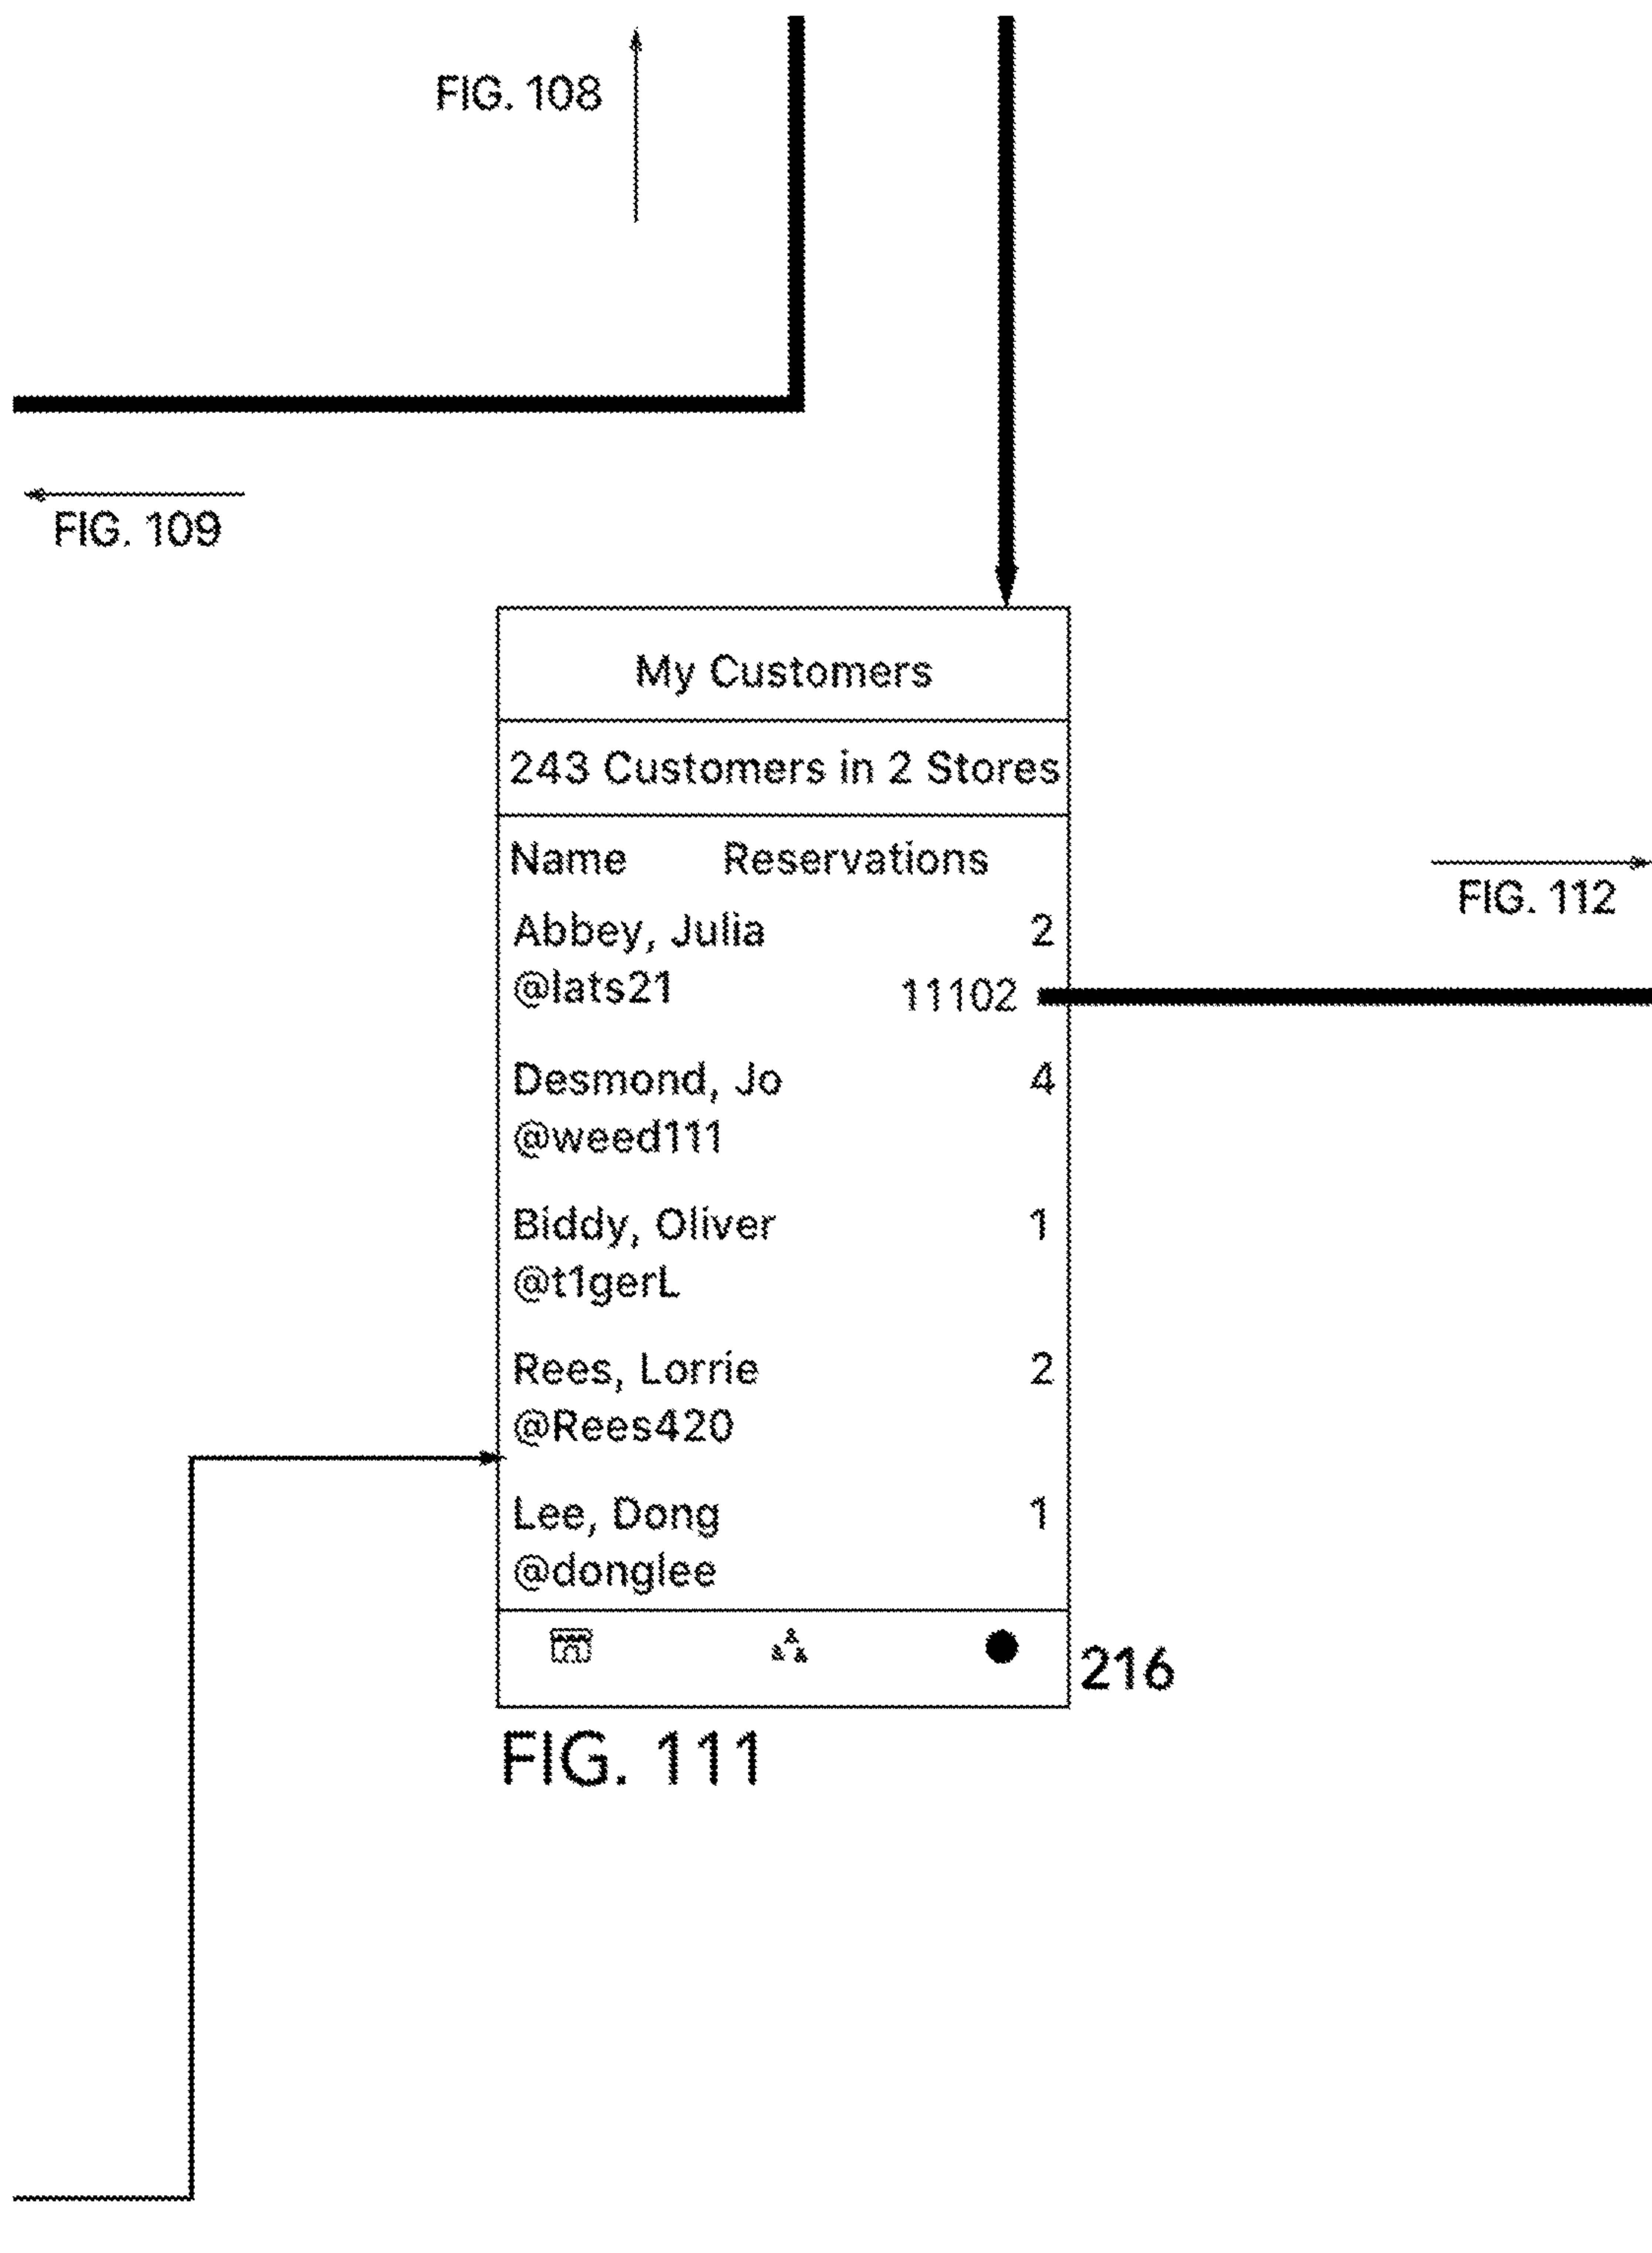 FIG. 108
FIG. 109
My Customers
243 Customers in 2 Stores
Name Reservations
FIG. 112
Abbey, Julia 2
@lats21 11102
Desmond, Jo 4
@weed111
Biddy, Oliver 1
@t1gerL
Rees, Lorrie 2
@Rees420
Lee, Dong 1
@donglee
216
FIG. 111